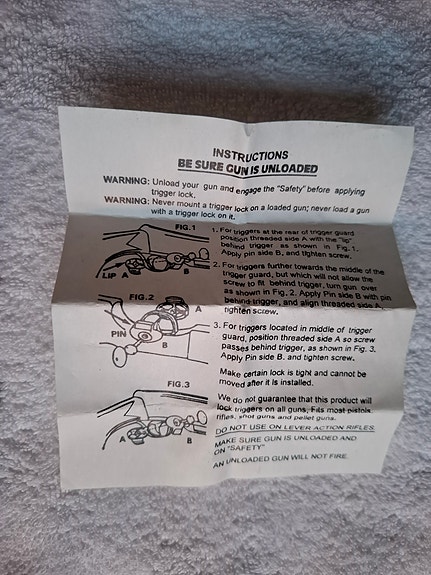 INSTRUCTIONS
BE SURE GUN IS UNLOADED
WARNING: Unload your gun and engage the "Safety" before applying
trigger lock.
WARNING: Never mount a trigger lock on a loaded gun; never load a gun
with a trigger lock on it.
FIG.1
LIP A B
1. For triggers at the rear of trigger guard
position threaded side A with the "lip"
behind trigger as shown in Fig. 1.
Apply pin side B, and tighten screw.
FIG.2
A
PIN
B
2. For triggers further towards the middle of the
trigger guard, but which will not allow the
screw to fit behind trigger, turn gun over
as shown in Fig. 2. Apply Pin side B with pin
behind trigger, and align threaded side A,
tighten screw.
3. For triggers located in middle of trigger
guard, position threaded side A so screw
passes behind trigger, as shown in Fig. 3.
Apply Pin side B, and tighten screw.
Make certain lock is tight and cannot be
moved after it is installed.
FIG.3
A B
We do not guarantee that this product will
lock triggers on all guns. Fits most pistols,
rifles, shot guns and pellet guns.
DO NOT USE ON LEVER ACTION RIFLES.
MAKE SURE GUN IS UNLOADED AND
ON "SAFETY"
AN UNLOADED GUN WILL NOT FIRE.